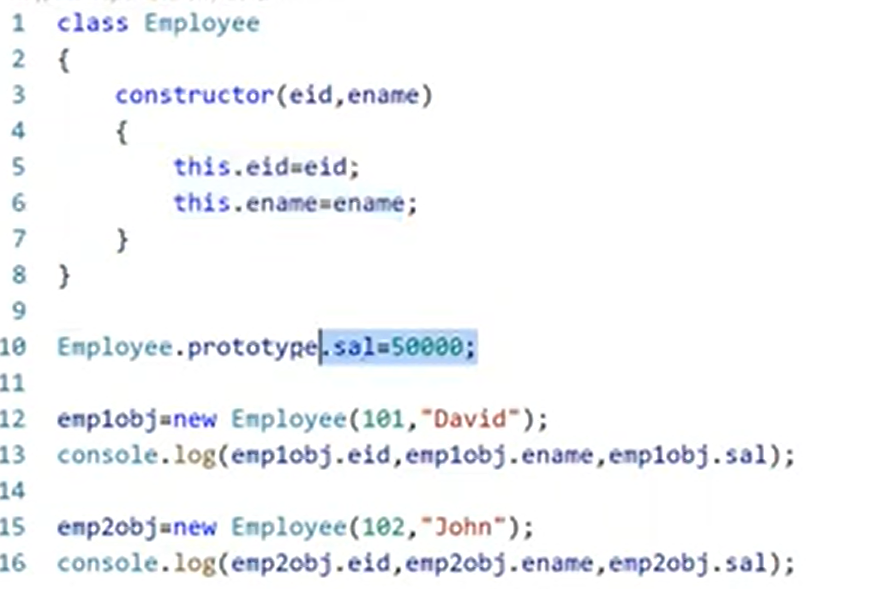 1 class Employee
2 {
3 constructor(eid,ename)
4 {
5 this.eid=eid;
6 this.ename=ename;
7 }
8 }
9
10 Employee.prototype.sal=50000;
11
12 emp1obj=new Employee(101,"David");
13 console.log(emp1obj.eid,emp1obj.ename,emp1obj.sal);
14
15 emp2obj=new Employee(102,"John");
16 console.log(emp2obj.eid,emp2obj.ename,emp2obj.sal);